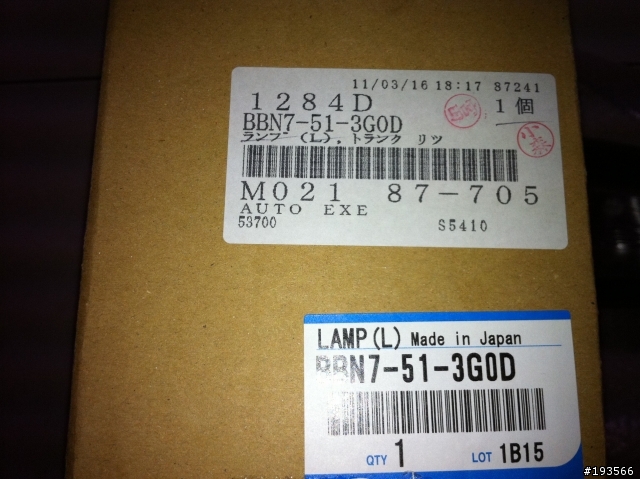 11/03/16 18:17 87241
1284D 1個
BBN7-51-3G0D
ランプ (L), トランク リツ
M021 87-705
AUTO EXE
53700 S5410
LAMP(L) Made in Japan
BBN7-51-3G0D
QTY 1 LOT 1B15
#193566